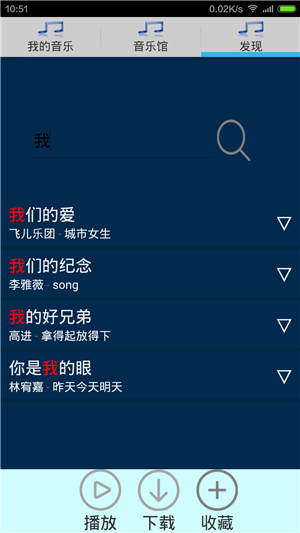 10:51
0.02K/s
我的音乐 音乐馆 发现
我
我们的爱
飞儿乐团 - 城市女生
我们的纪念
李雅薇 - song
我的好兄弟
高进 - 拿得起放得下
你是我的眼
林宥嘉 - 昨天今天明天
播放 下载 收藏